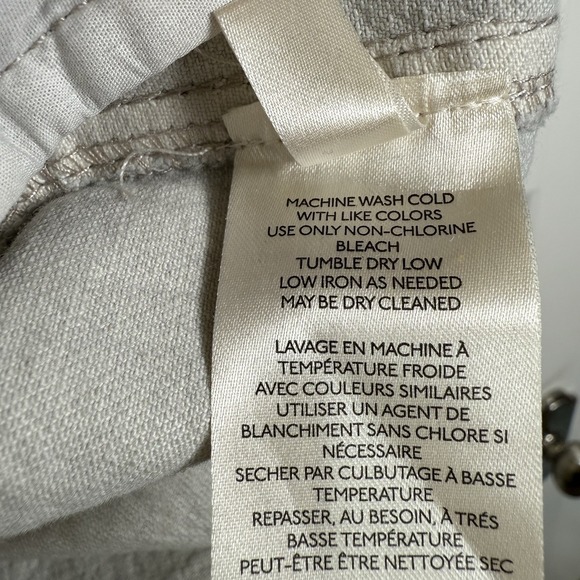 MACHINE WASH COLD
WITH LIKE COLORS
USE ONLY NON-CHLORINE
BLEACH
TUMBLE DRY LOW
LOW IRON AS NEEDED
MAY BE DRY CLEANED
LAVAGE EN MACHINE À
TEMPÉRATURE FROIDE
AVEC COULEURS SIMILAIRES
UTILISER UN AGENT DE
BLANCHIMENT SANS CHLORE SI
NÉCESSAIRE
SECHER PAR CULBUTAGE À BASSE
TEMPERATURE
REPASSER, AU BESOIN, À TRÉS
BASSE TEMPÉRATURE
PEUT-ÊTRE ÊTRE NETTOYÉE SEC